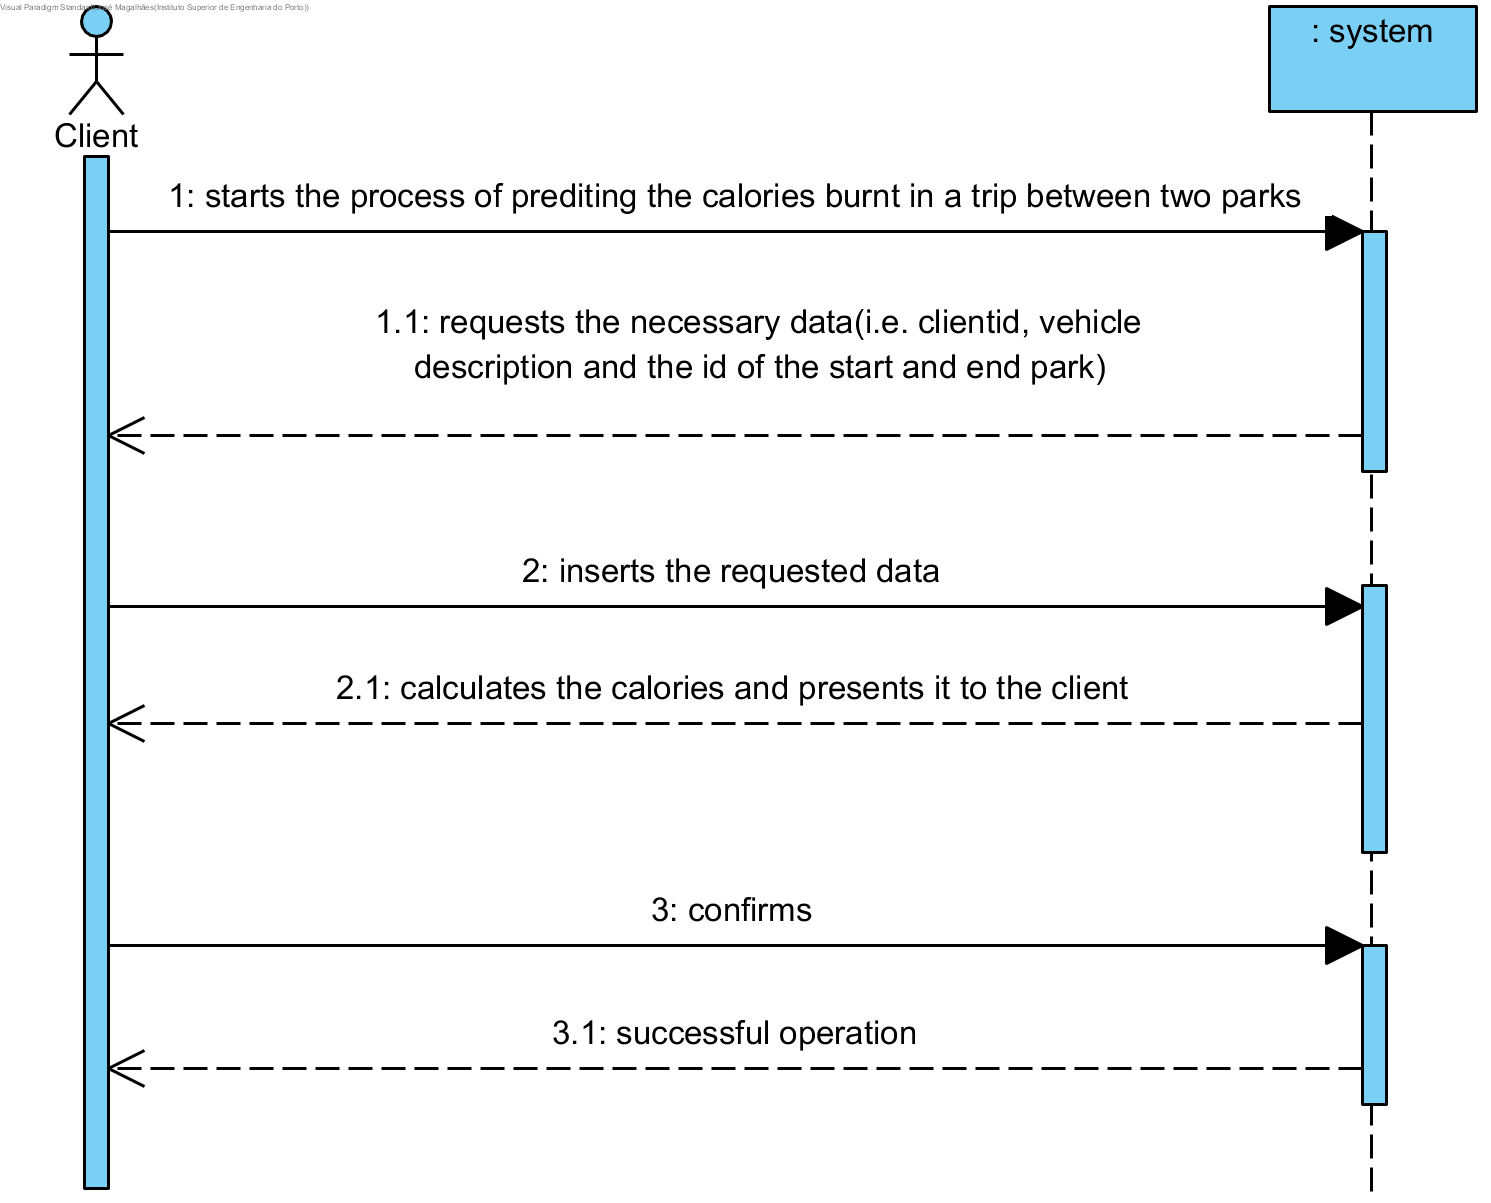 Visual Paradigm Standard(José Magalhães(Instituto Superior de Engenharia do Porto))
: system
Client
1: starts the process of prediting the calories burnt in a trip between two parks
1.1: requests the necessary data(i.e. clientid, vehicle
description and the id of the start and end park)
2: inserts the requested data
2.1: calculates the calories and presents it to the client
3: confirms
3.1: successful operation